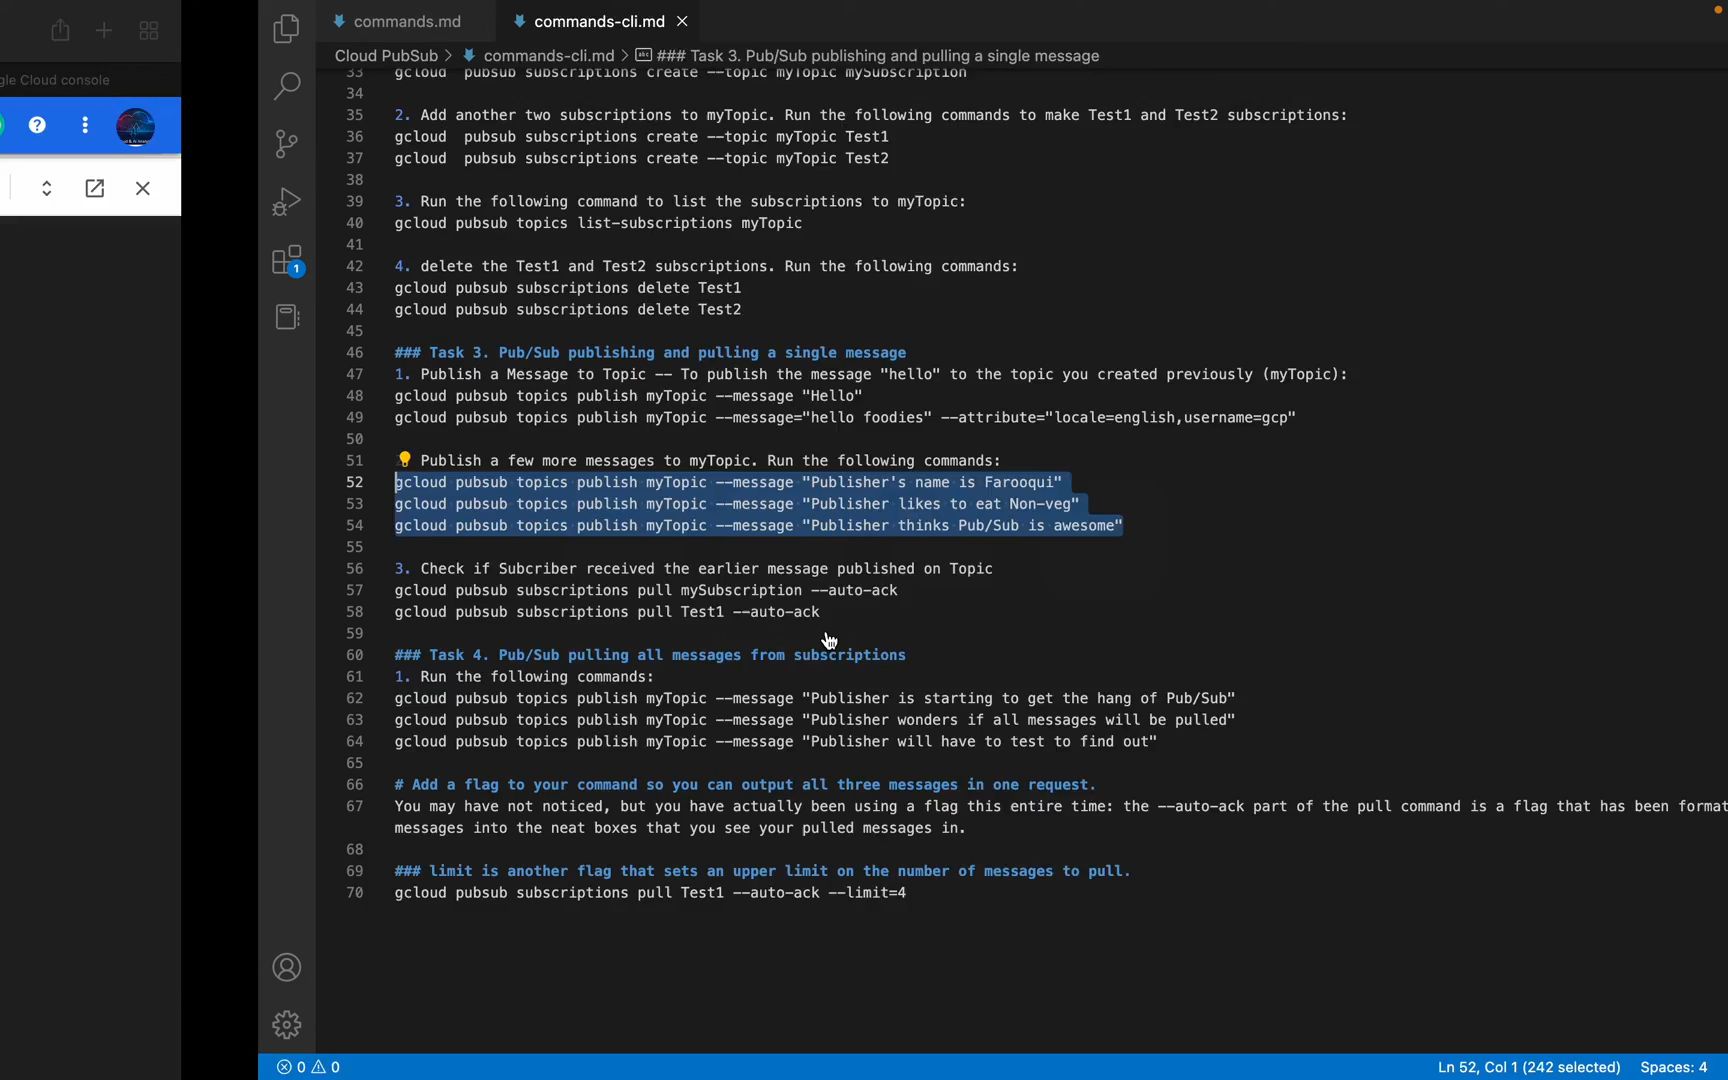 gle Cloud console
commands.md
commands-cli.md
Cloud PubSub > commands-cli.md > ### Task 3. Pub/Sub publishing and pulling a single message
33 gcloud  pubsub subscriptions create --topic myTopic mySubscription
34
35 2. Add another two subscriptions to myTopic. Run the following commands to make Test1 and Test2 subscriptions:
36 gcloud  pubsub subscriptions create --topic myTopic Test1
37 gcloud  pubsub subscriptions create --topic myTopic Test2
38
39 3. Run the following command to list the subscriptions to myTopic:
40 gcloud pubsub topics list-subscriptions myTopic
41
42 4. delete the Test1 and Test2 subscriptions. Run the following commands:
43 gcloud pubsub subscriptions delete Test1
44 gcloud pubsub subscriptions delete Test2
45
46 ### Task 3. Pub/Sub publishing and pulling a single message
47 1. Publish a Message to Topic -- To publish the message "hello" to the topic you created previously (myTopic):
48 gcloud pubsub topics publish myTopic --message "Hello"
49 gcloud pubsub topics publish myTopic --message="hello foodies" --attribute="locale=english,username=gcp"
50
51 Publish a few more messages to myTopic. Run the following commands:
52 gcloud pubsub topics publish myTopic --message "Publisher's name is Farooqui"
53 gcloud pubsub topics publish myTopic --message "Publisher likes to eat Non-veg"
54 gcloud pubsub topics publish myTopic --message "Publisher thinks Pub/Sub is awesome"
55
56 3. Check if Subcriber received the earlier message published on Topic
57 gcloud pubsub subscriptions pull mySubscription --auto-ack
58 gcloud pubsub subscriptions pull Test1 --auto-ack
59
60 ### Task 4. Pub/Sub pulling all messages from subscriptions
61 1. Run the following commands:
62 gcloud pubsub topics publish myTopic --message "Publisher is starting to get the hang of Pub/Sub"
63 gcloud pubsub topics publish myTopic --message "Publisher wonders if all messages will be pulled"
64 gcloud pubsub topics publish myTopic --message "Publisher will have to test to find out"
65
66 # Add a flag to your command so you can output all three messages in one request.
67 You may have not noticed, but you have actually been using a flag this entire time: the --auto-ack part of the pull command is a flag that has been format
messages into the neat boxes that you see your pulled messages in.
68
69 ### limit is another flag that sets an upper limit on the number of messages to pull.
70 gcloud pubsub subscriptions pull Test1 --auto-ack --limit=4
1
0 0
Ln 52, Col 1 (242 selected) Spaces: 4